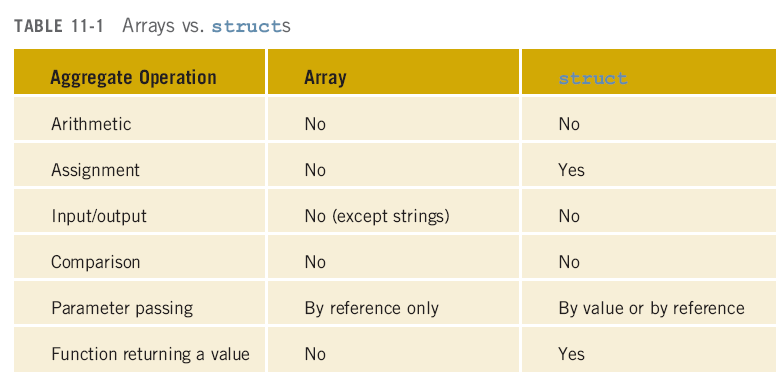 TABLE 11-1 Arrays vs. structs
Aggregate Operation Array struct
Arithmetic No No
Assignment No Yes
Input/output No (except strings) No
Comparison No No
Parameter passing By reference only By value or by reference
Function returning a value No Yes